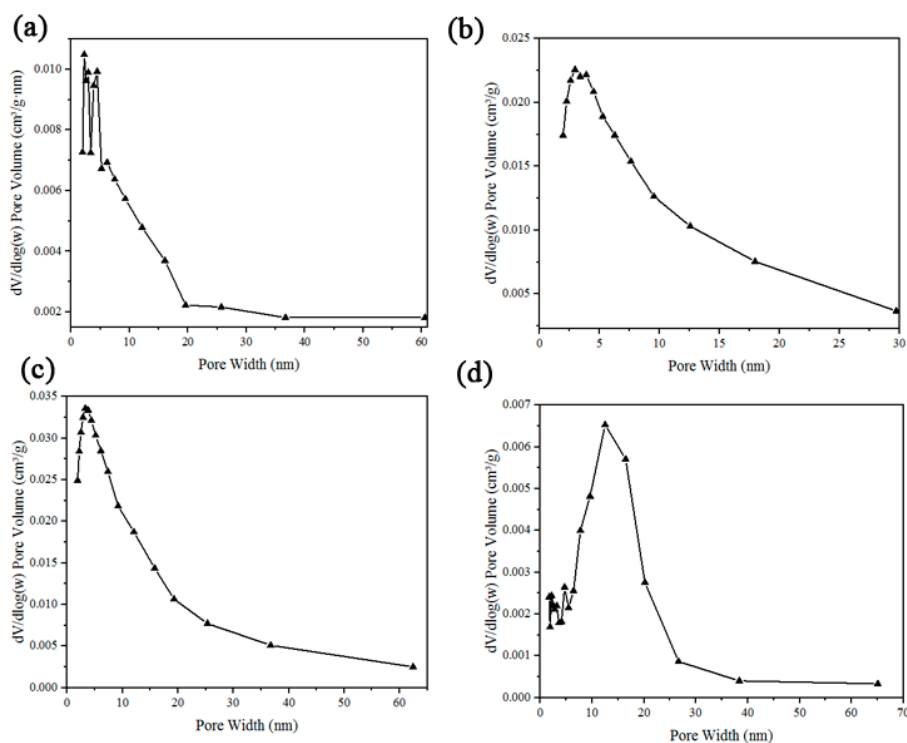 (a)
0.010
0.008
0.006
0.004
0.002
dV/dlog(w) Pore Volume (cm³/g·nm)
0 10 20 30 40 50 60
Pore Width (nm)
(b)
0.025
0.020
0.015
0.010
0.005
dV/dlog(w) Pore Volume (cm³/g)
0 5 10 15 20 25 30
Pore Width (nm)
(c)
0.035
0.030
0.025
0.020
0.015
0.010
0.005
0.000
dV/dlog(w) Pore Volume (cm³/g)
0 10 20 30 40 50 60
Pore Width (nm)
(d)
0.007
0.006
0.005
0.004
0.003
0.002
0.001
0.000
dV/dlog(w) Pore Volume (cm³/g)
0 10 20 30 40 50 60 70
Pore Width (nm)